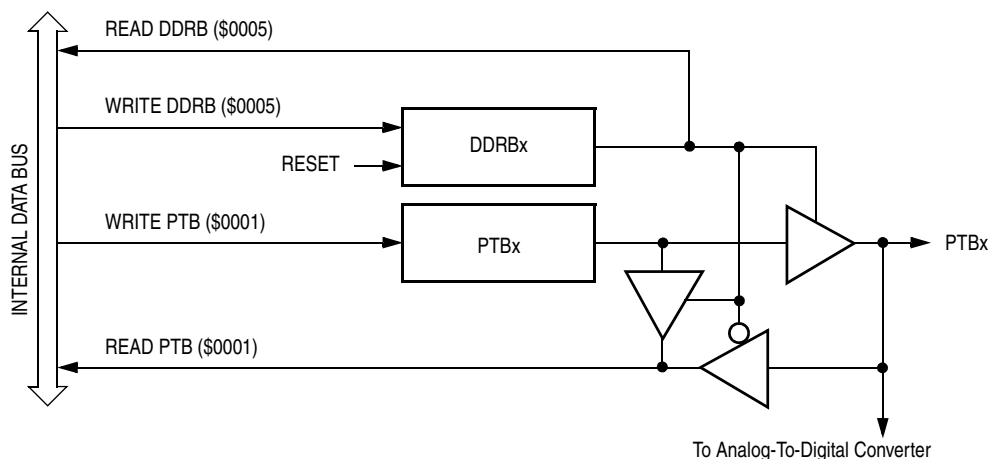 READ DDRB ($0005)
WRITE DDRB ($0005)
DDRBx
RESET
WRITE PTB ($0001)
PTBx
PTBx
INTERNAL DATA BUS
READ PTB ($0001)
To Analog-To-Digital Converter